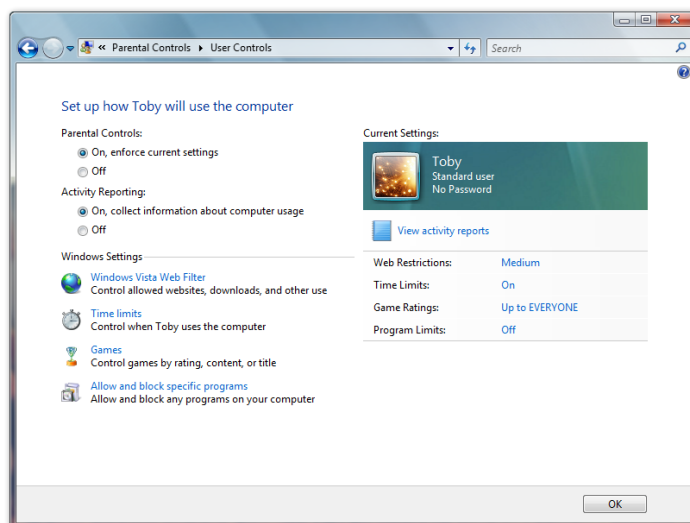 « Parental Controls ▸ User Controls
Search
Set up how Toby will use the computer
Parental Controls:
On, enforce current settings
Off
Activity Reporting:
On, collect information about computer usage
Off
Windows Settings
Windows Vista Web Filter
Control allowed websites, downloads, and other use
Time limits
Control when Toby uses the computer
Games
Control games by rating, content, or title
Allow and block specific programs
Allow and block any programs on your computer
Current Settings:
Toby
Standard user
No Password
View activity reports
Web Restrictions: Medium
Time Limits: On
Game Ratings: Up to EVERYONE
Program Limits: Off
OK